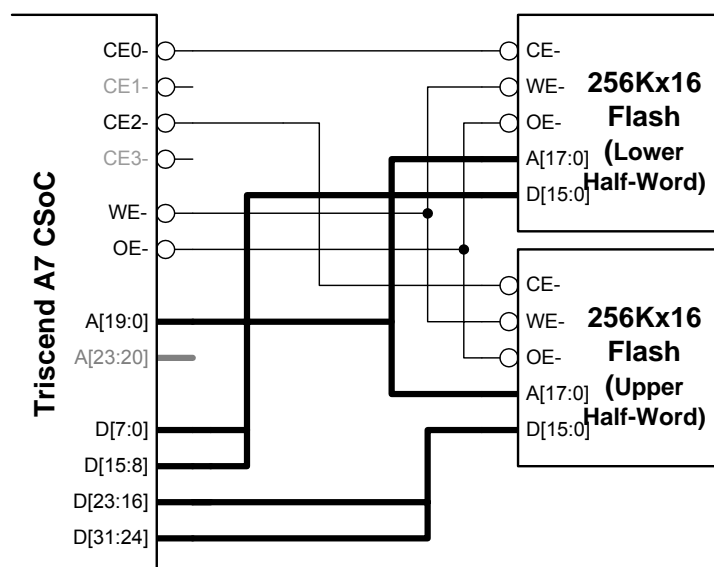 Triscend A7 CSoC
CE0-
CE1-
CE2-
CE3-
WE-
OE-
A[19:0]
A[23:20]
D[7:0]
D[15:8]
D[23:16]
D[31:24]
CE-
WE-
OE-
A[17:0]
D[15:0]
256Kx16
Flash
(Lower
Half-Word)
CE-
WE-
OE-
A[17:0]
D[15:0]
256Kx16
Flash
(Upper
Half-Word)